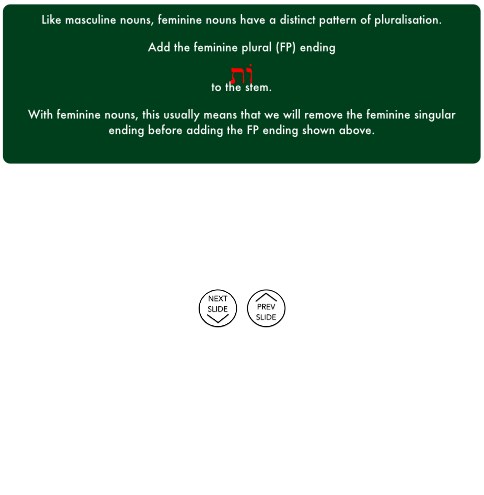 Like masculine nouns, feminine nouns have a distinct pattern of pluralisation.
Add the feminine plural (FP) ending
וֹת
to the stem.
With feminine nouns, this usually means that we will remove the feminine singular
ending before adding the FP ending shown above.
NEXT
SLIDE
PREV
SLIDE